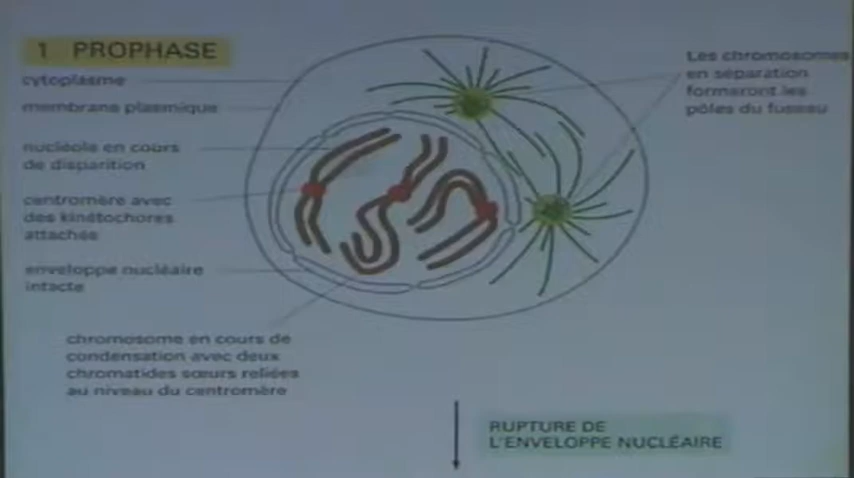 1 PROPHASE
cytoplasme
membrane plasmique
nucléole en cours
de disparition
centromère avec
des kinétochores
attachés
enveloppe nucléaire
intacte
chromosome en cours de
condensation avec deux
chromatides sœurs reliées
au niveau du centromère
Les chromosomes
en séparation
formeront les
pôles du fuseau
RUPTURE DE
L'ENVELOPPE NUCLÉAIRE